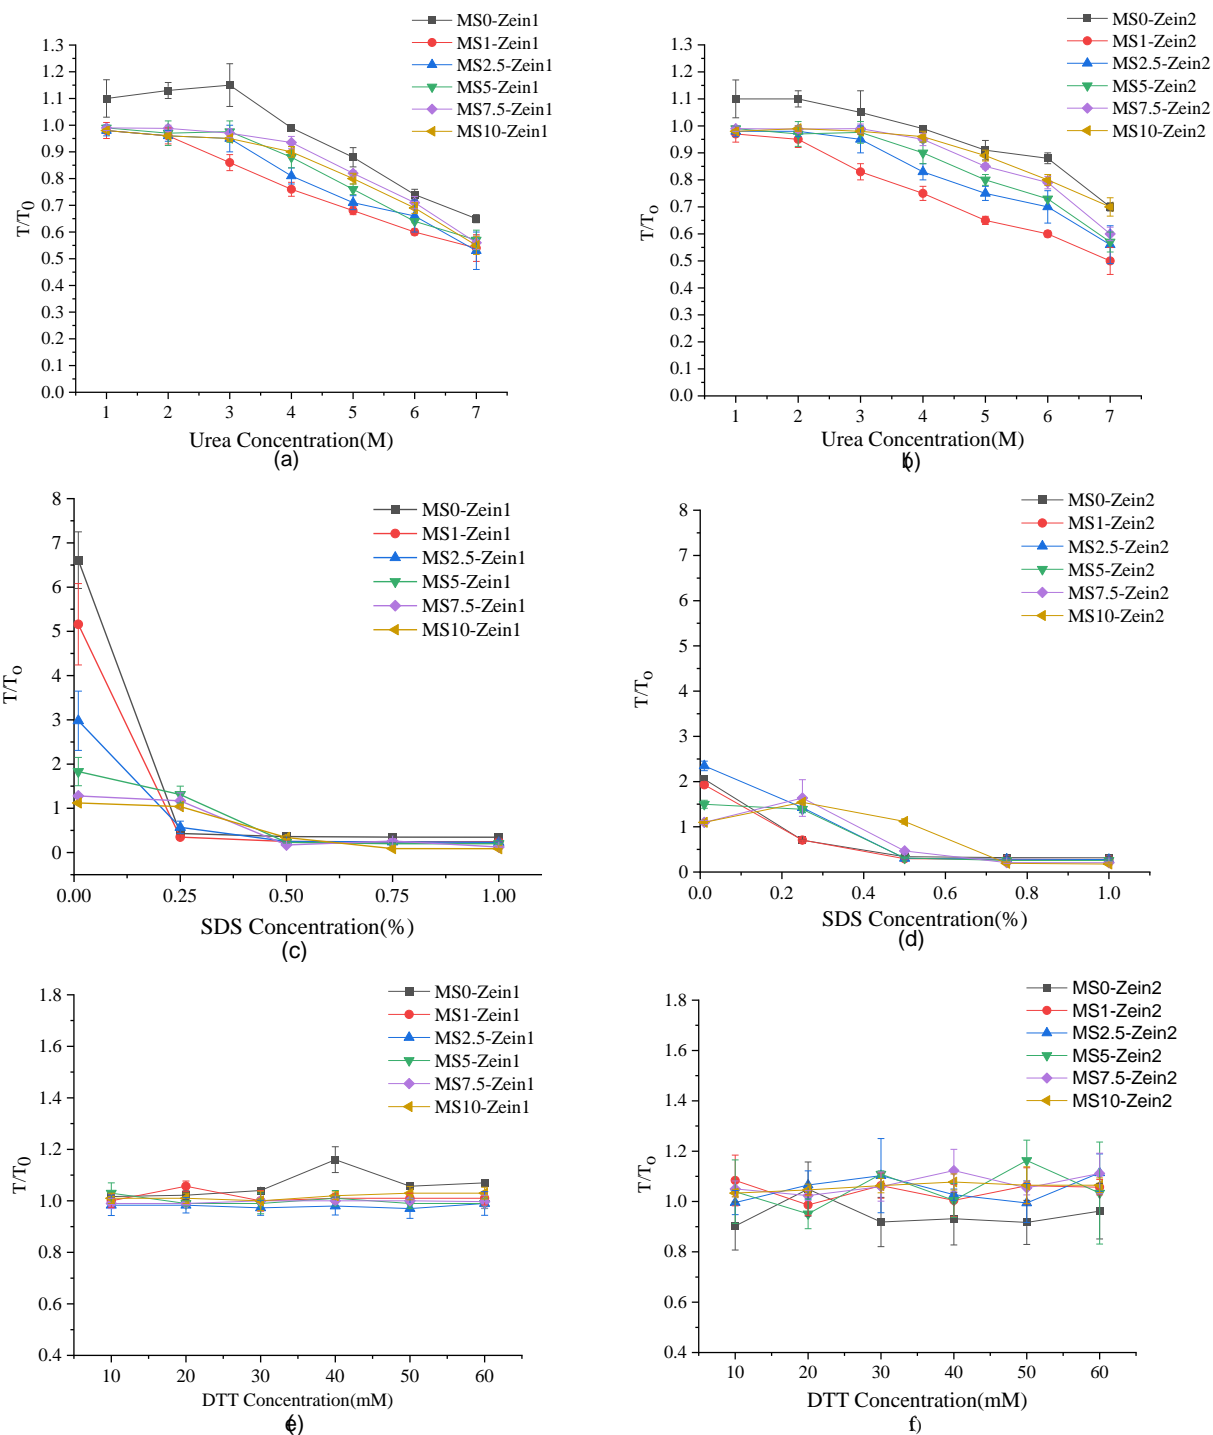 MS0-Zein1
MS1-Zein1
MS2.5-Zein1
MS5-Zein1
MS7.5-Zein1
MS10-Zein1
1.3
1.2
1.1
1.0
0.9
0.8
0.7
0.6
0.5
0.4
0.3
0.2
0.1
0.0
T/T0
1 2 3 4 5 6 7
Urea Concentration(M)
(a)
MS0-Zein2
MS1-Zein2
MS2.5-Zein2
MS5-Zein2
MS7.5-Zein2
MS10-Zein2
1.3
1.2
1.1
1.0
0.9
0.8
0.7
0.6
0.5
0.4
0.3
0.2
0.1
0.0
T/To
1 2 3 4 5 6 7
Urea Concentration(M)
(b)
MS0-Zein1
MS1-Zein1
MS2.5-Zein1
MS5-Zein1
MS7.5-Zein1
MS10-Zein1
8
7
6
5
4
3
2
1
0
T/To
0.00 0.25 0.50 0.75 1.00
SDS Concentration(%)
(c)
MS0-Zein2
MS1-Zein2
MS2.5-Zein2
MS5-Zein2
MS7.5-Zein2
MS10-Zein2
8
7
6
5
4
3
2
1
0
T/To
0.0 0.2 0.4 0.6 0.8 1.0
SDS Concentration(%)
(d)
MS0-Zein1
MS1-Zein1
MS2.5-Zein1
MS5-Zein1
MS7.5-Zein1
MS10-Zein1
1.8
1.6
1.4
1.2
1.0
0.8
0.6
0.4
T/T0
10 20 30 40 50 60
DTT Concentration(mM)
(e)
MS0-Zein2
MS1-Zein2
MS2.5-Zein2
MS5-Zein2
MS7.5-Zein2
MS10-Zein2
1.8
1.6
1.4
1.2
1.0
0.8
0.6
0.4
T/To
10 20 30 40 50 60
DTT Concentration(mM)
f)